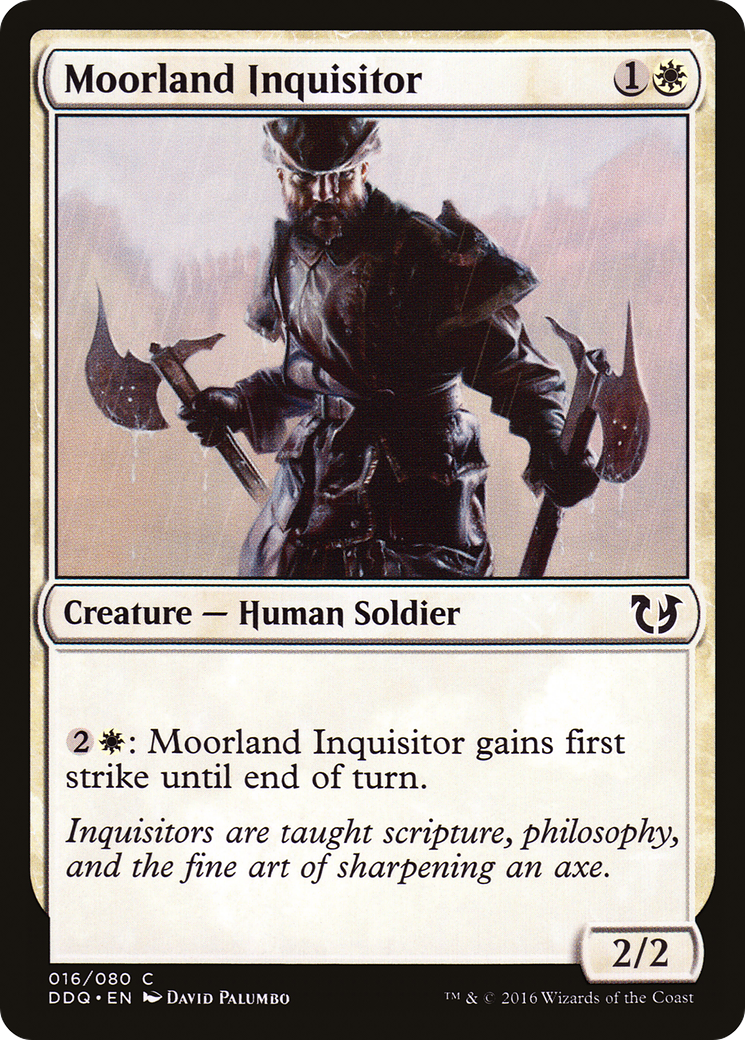 Moorland Inquisitor 1
Creature — Human Soldier
2 : Moorland Inquisitor gains first
strike until end of turn.
Inquisitors are taught scripture, philosophy,
and the fine art of sharpening an axe.
2/2
016/080 C
DDQ • EN David Palumbo
™ & © 2016 Wizards of the Coast